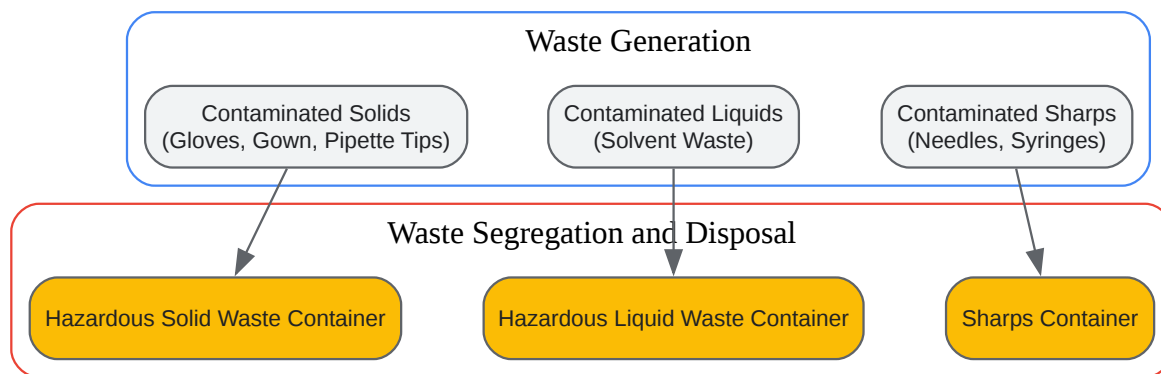 Waste Generation
Contaminated Solids
(Gloves, Gown, Pipette Tips)
Contaminated Liquids
(Solvent Waste)
Contaminated Sharps
(Needles, Syringes)
Waste Segregation and Disposal
Hazardous Solid Waste Container
Hazardous Liquid Waste Container
Sharps Container